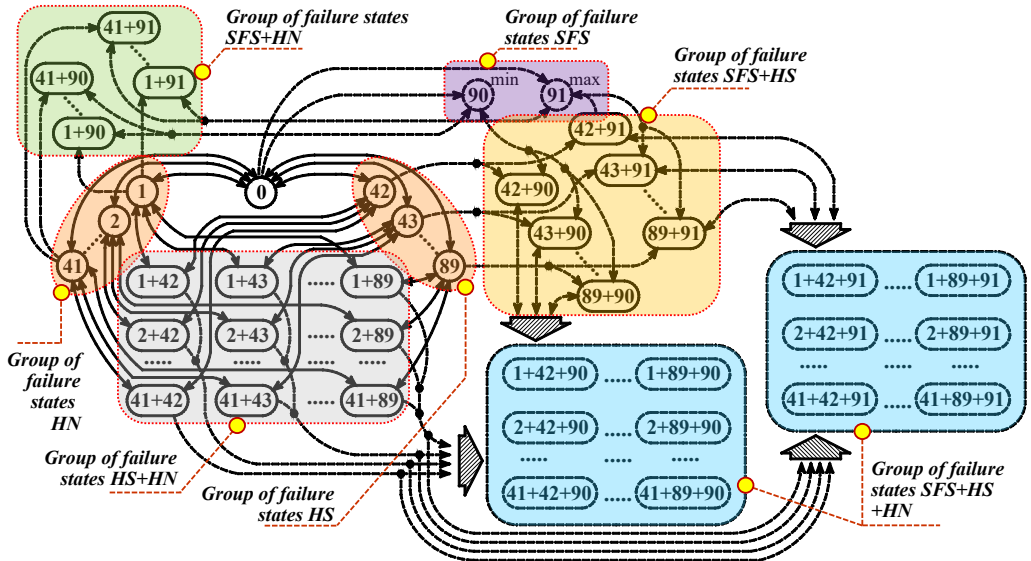 Group of failure states
SFS+HN
Group of failure
states SFS
Group of failure
states SFS+HS
41+91
41+90
1+91
1+90
90
min
91
max
42+91
43+91
42+90
43+90
89+91
89+90
0
1
2
41
42
43
89
1+42
1+43
.....
1+89
2+42
2+43
.....
2+89
.....
.....
.....
41+42
41+43
.....
41+89
1+42+91
.....
1+89+91
2+42+91
.....
2+89+91
.....
.....
41+42+91
.....
41+89+91
1+42+90
.....
1+89+90
2+42+90
.....
2+89+90
.....
.....
41+42+90
.....
41+89+90
Group of
failure
states
HN
Group of failure
states HS+HN
Group of failure
states HS
Group of failure
states SFS+HS
+HN